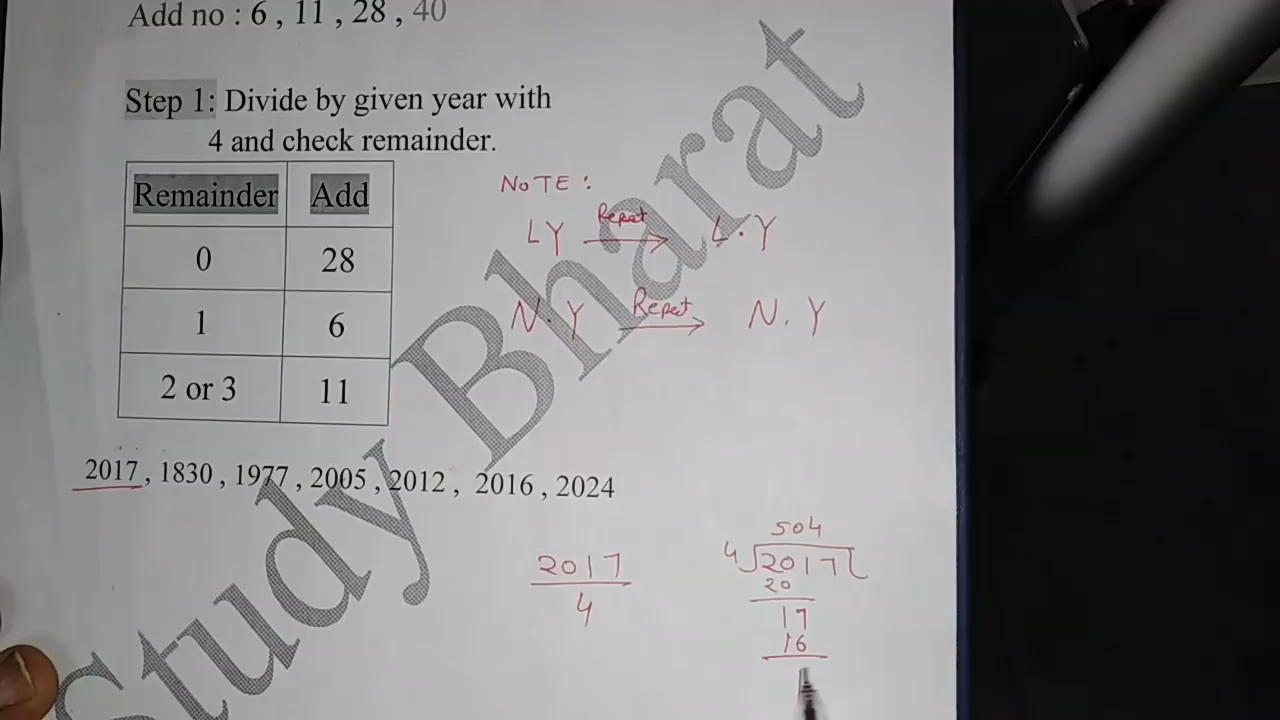 Add no : 6 , 11 , 28 , 40
Step 1: Divide by given year with
4 and check remainder.
Remainder Add
0 28
1 6
2 or 3 11
NOTE :
LY Repeat L.Y
N.Y Repeat N.Y
2017 , 1830 , 1977 , 2005 , 2012 , 2016 , 2024
2017
4
504
4 2017
20
17
16
Study Bharat